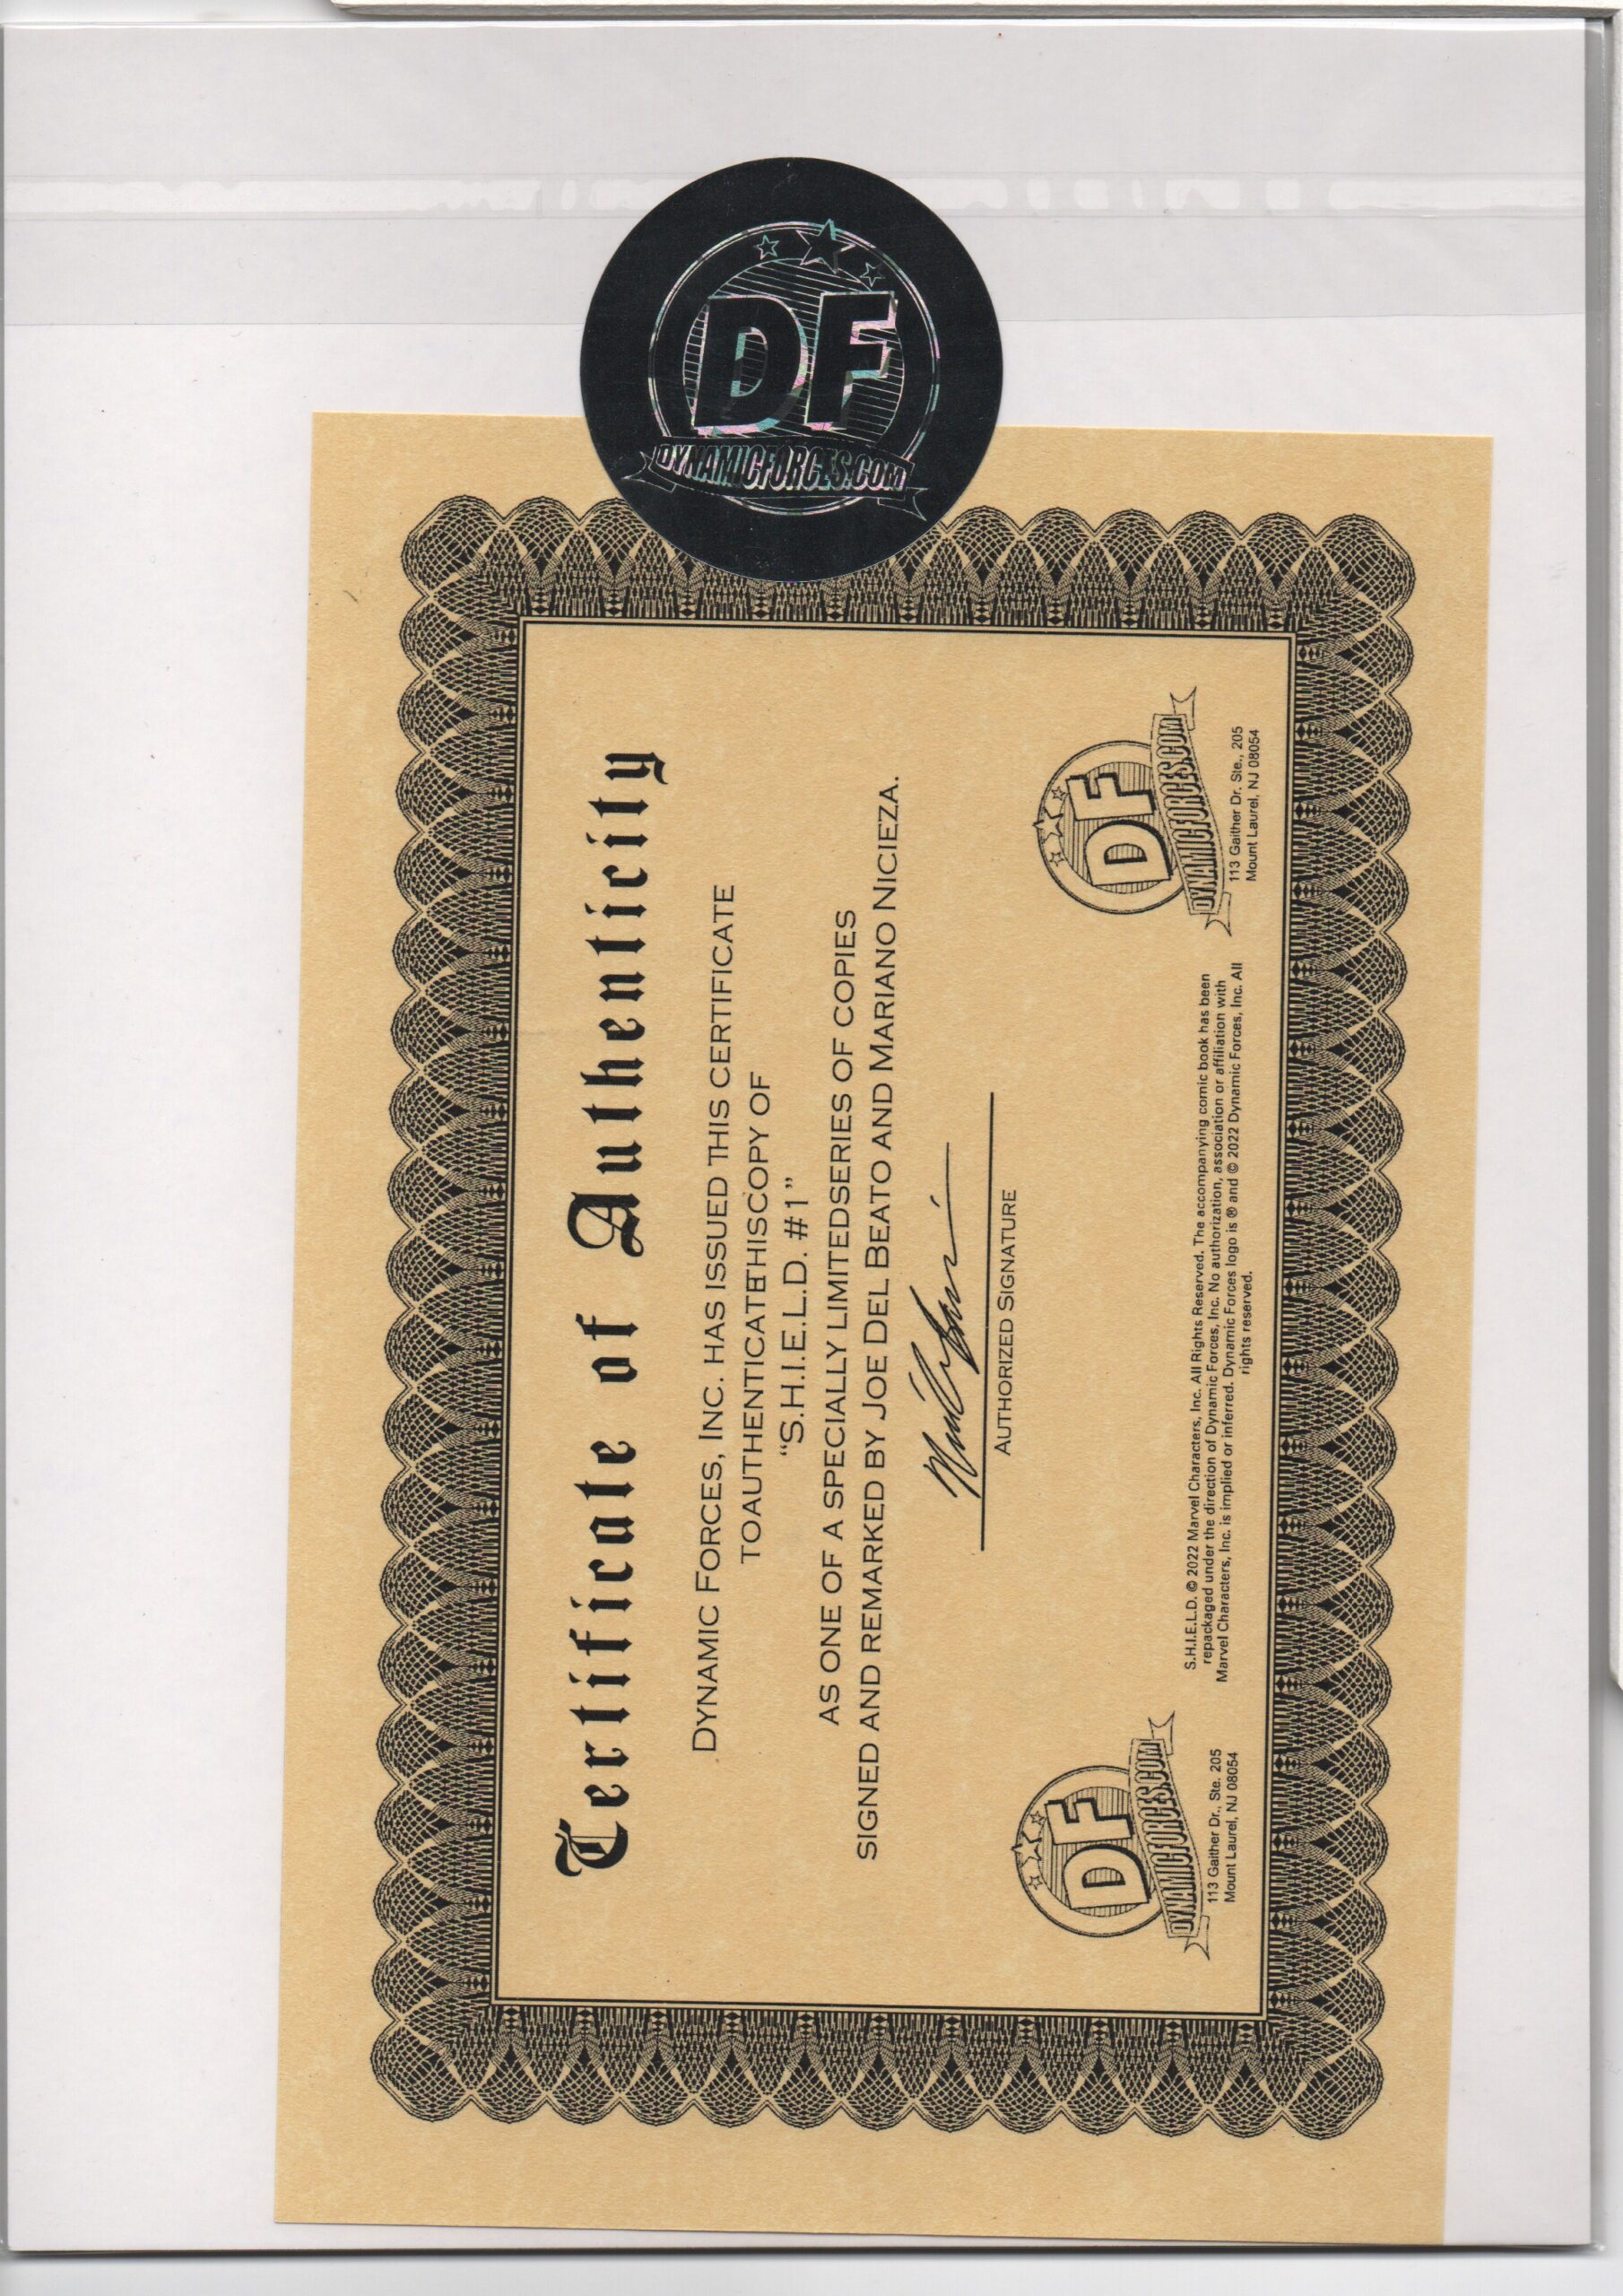 DF
DYNAMICFORCES.COM
Certificate of Authenticity
DYNAMIC FORCES, INC. HAS ISSUED THIS CERTIFICATE
TOAUTHENTICATETHISCOPY OF
“S.H.I.E.L.D. #1”
AS ONE OF A SPECIALLY LIMITEDSERIES OF COPIES
SIGNED AND REMARKED BY JOE DEL BEATO AND MARIANO NICIEZA.
AUTHORIZED SIGNATURE
DF
DYNAMICFORCES.COM
113 Gaither Dr., Ste. 205
Mount Laurel, NJ 08054
S.H.I.E.L.D. © 2022 Marvel Characters, Inc. All Rights Reserved. The accompanying comic book has been
repackaged under the direction of Dynamic Forces, Inc. No authorization, association or affiliation with
Marvel Characters, Inc. is implied or inferred. Dynamic Forces logo is ® and © 2022 Dynamic Forces, Inc. All
rights reserved.
DF
DYNAMICFORCES.COM
113 Gaither Dr. Ste., 205
Mount Laurel, NJ 08054